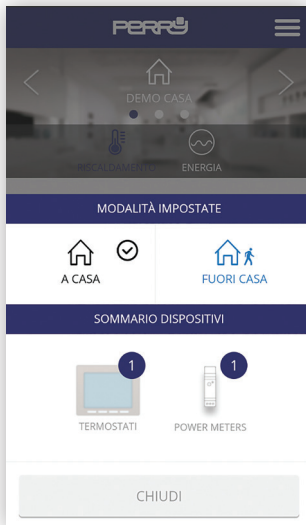 PERRY
DEMO CASA
RISCALDAMENTO ENERGIA
MODALITÀ IMPOSTATE
A CASA FUORI CASA
SOMMARIO DISPOSITIVI
1 1
TERMOSTATI POWER METERS
CHIUDI